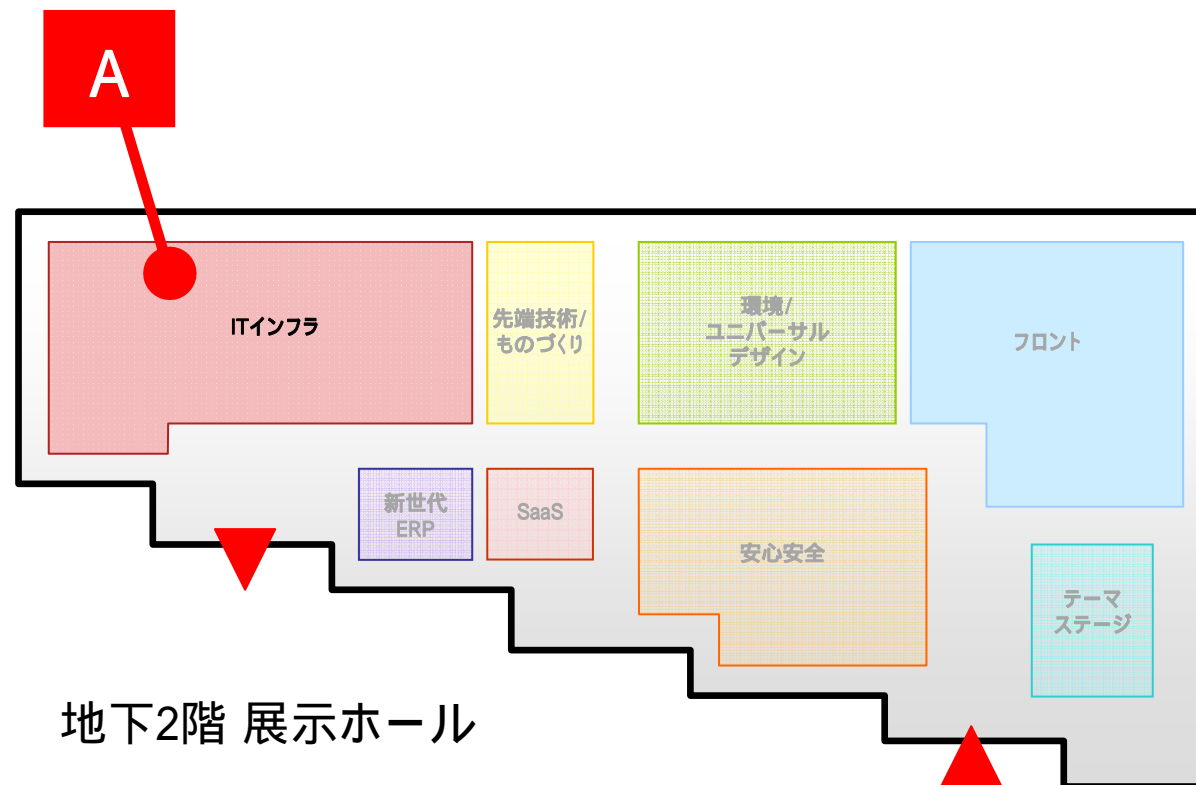 A
ITインフラ
先端技術/
ものづくり
環境/
ユニバーサル
デザイン
フロント
新世代
ERP
SaaS
安心安全
テーマ
ステージ
地下2階 展示ホール